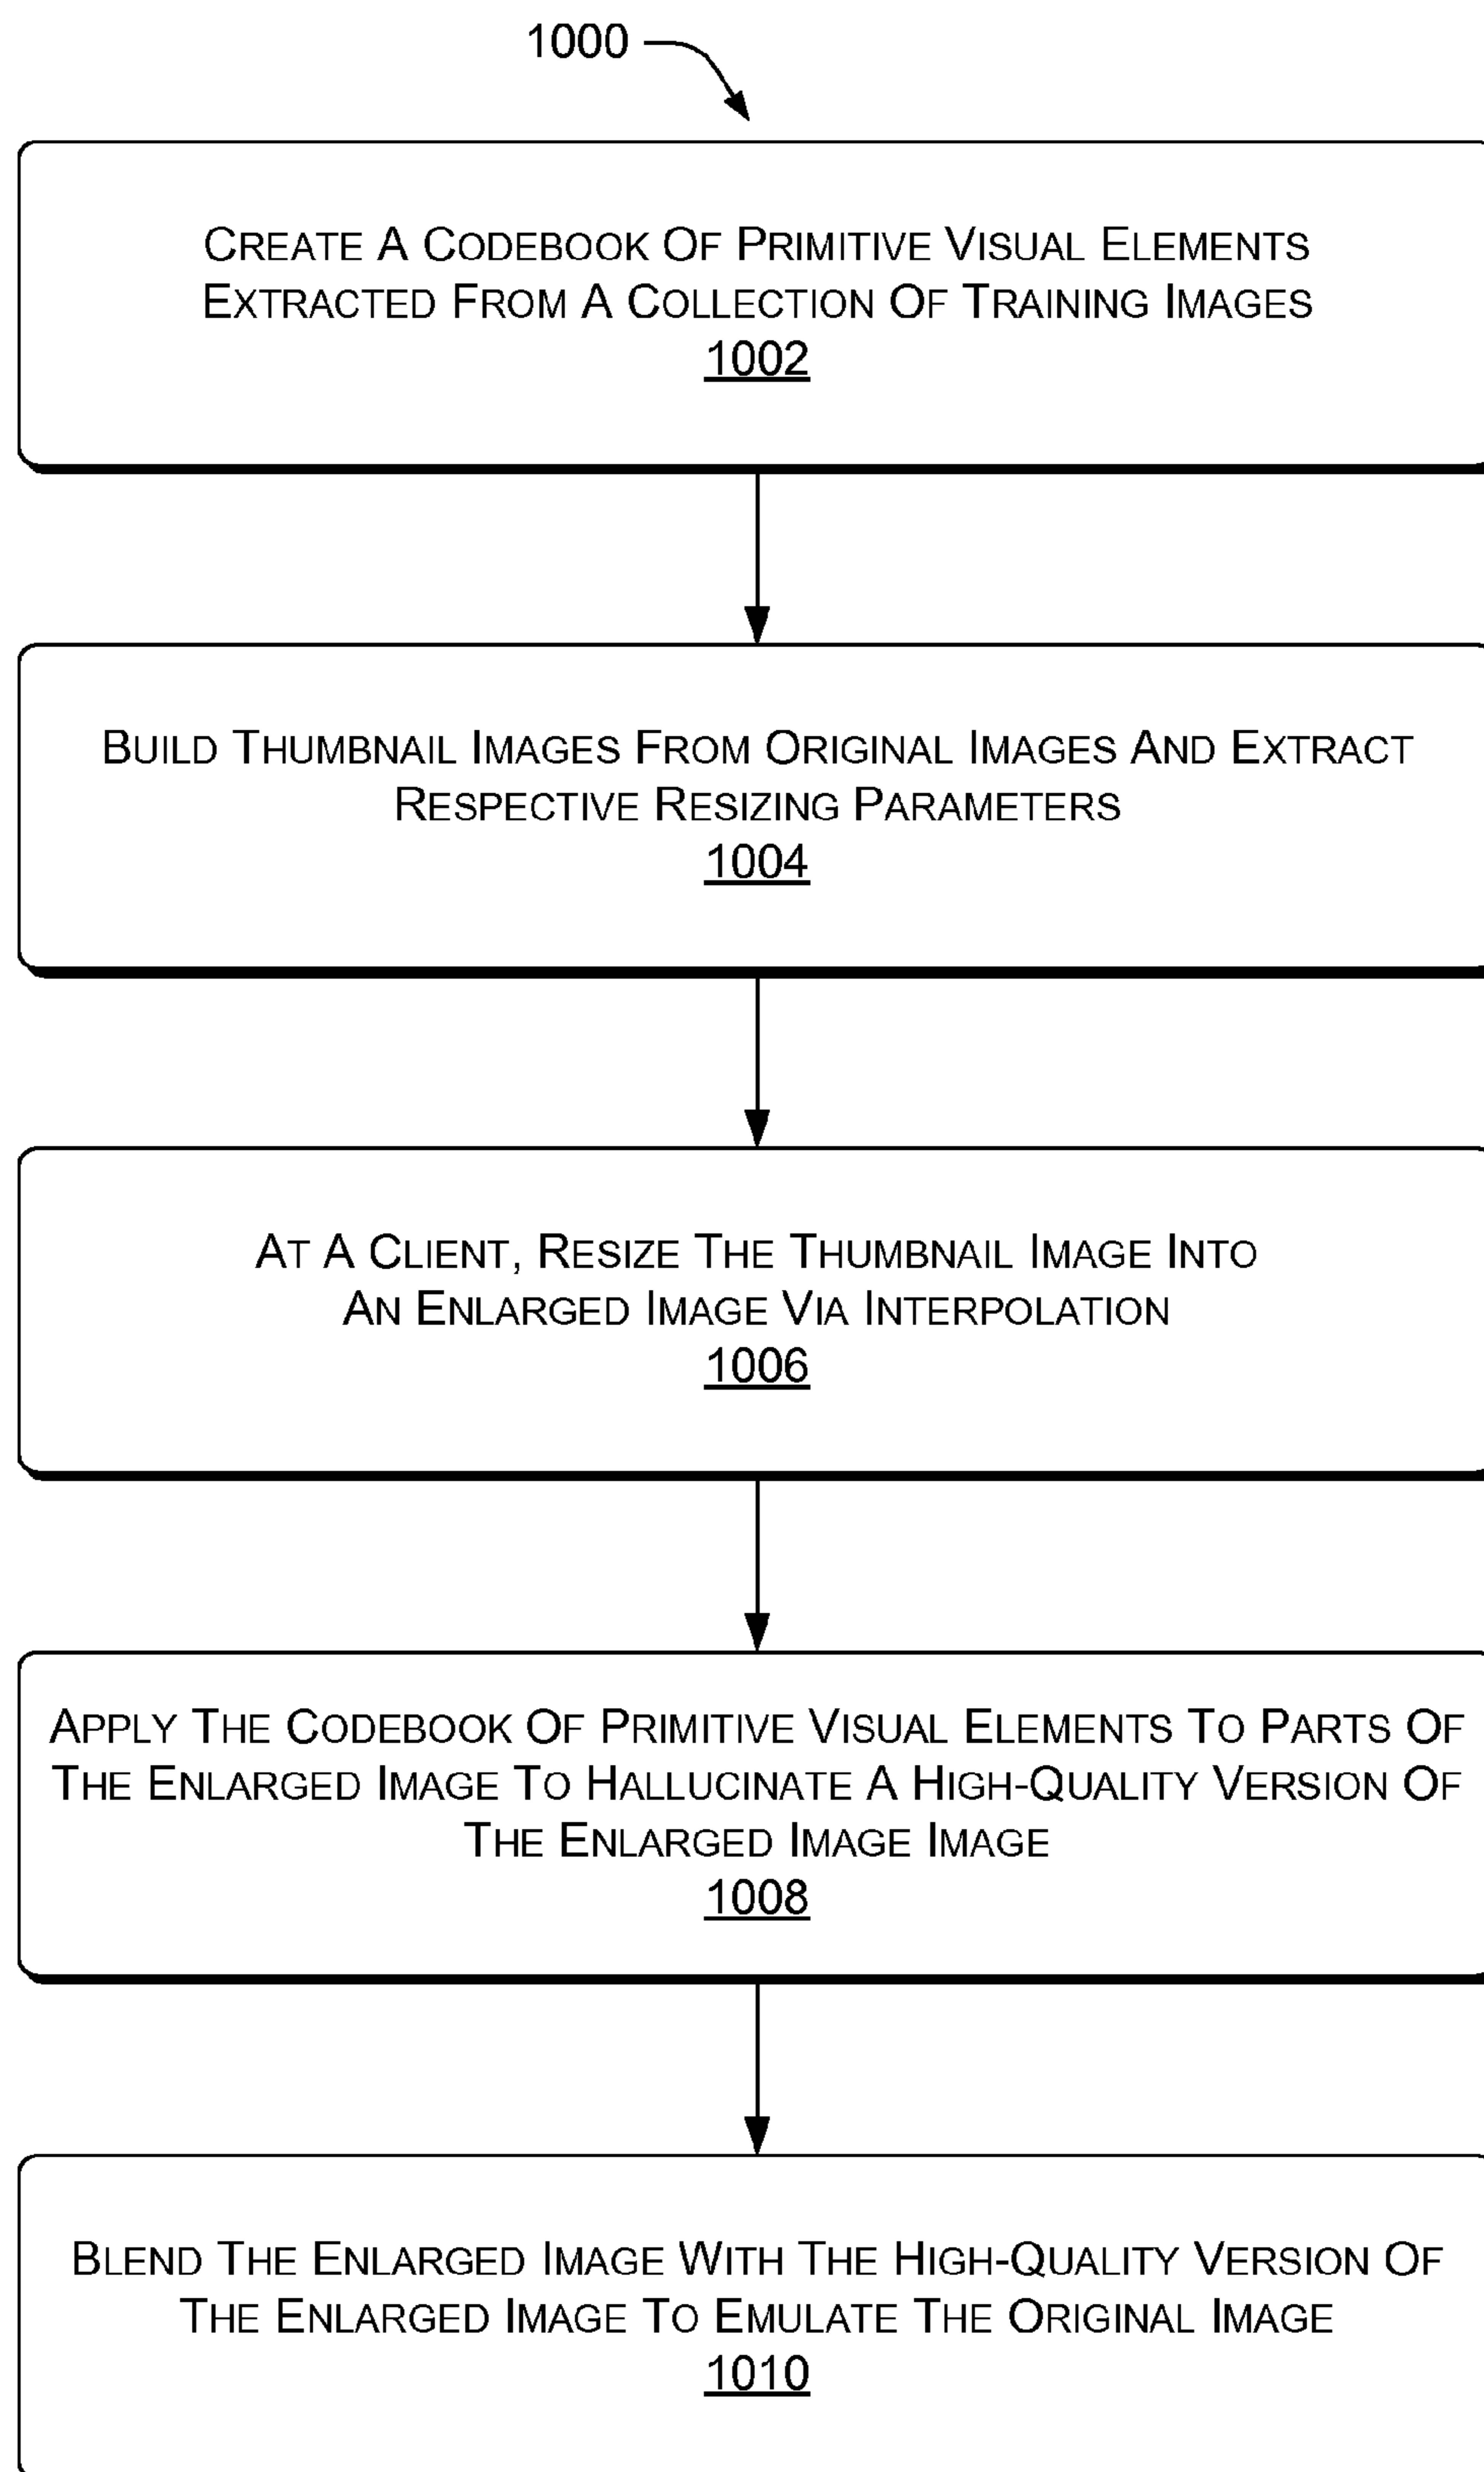 1000
CREATE A CODEBOOK OF PRIMITIVE VISUAL ELEMENTS
EXTRACTED FROM A COLLECTION OF TRAINING IMAGES
1002
BUILD THUMBNAIL IMAGES FROM ORIGINAL IMAGES AND EXTRACT
RESPECTIVE RESIZING PARAMETERS
1004
AT A CLIENT, RESIZE THE THUMBNAIL IMAGE INTO
AN ENLARGED IMAGE VIA INTERPOLATION
1006
APPLY THE CODEBOOK OF PRIMITIVE VISUAL ELEMENTS TO PARTS OF
THE ENLARGED IMAGE TO HALLUCINATE A HIGH-QUALITY VERSION OF
THE ENLARGED IMAGE IMAGE
1008
BLEND THE ENLARGED IMAGE WITH THE HIGH-QUALITY VERSION OF
THE ENLARGED IMAGE TO EMULATE THE ORIGINAL IMAGE
1010